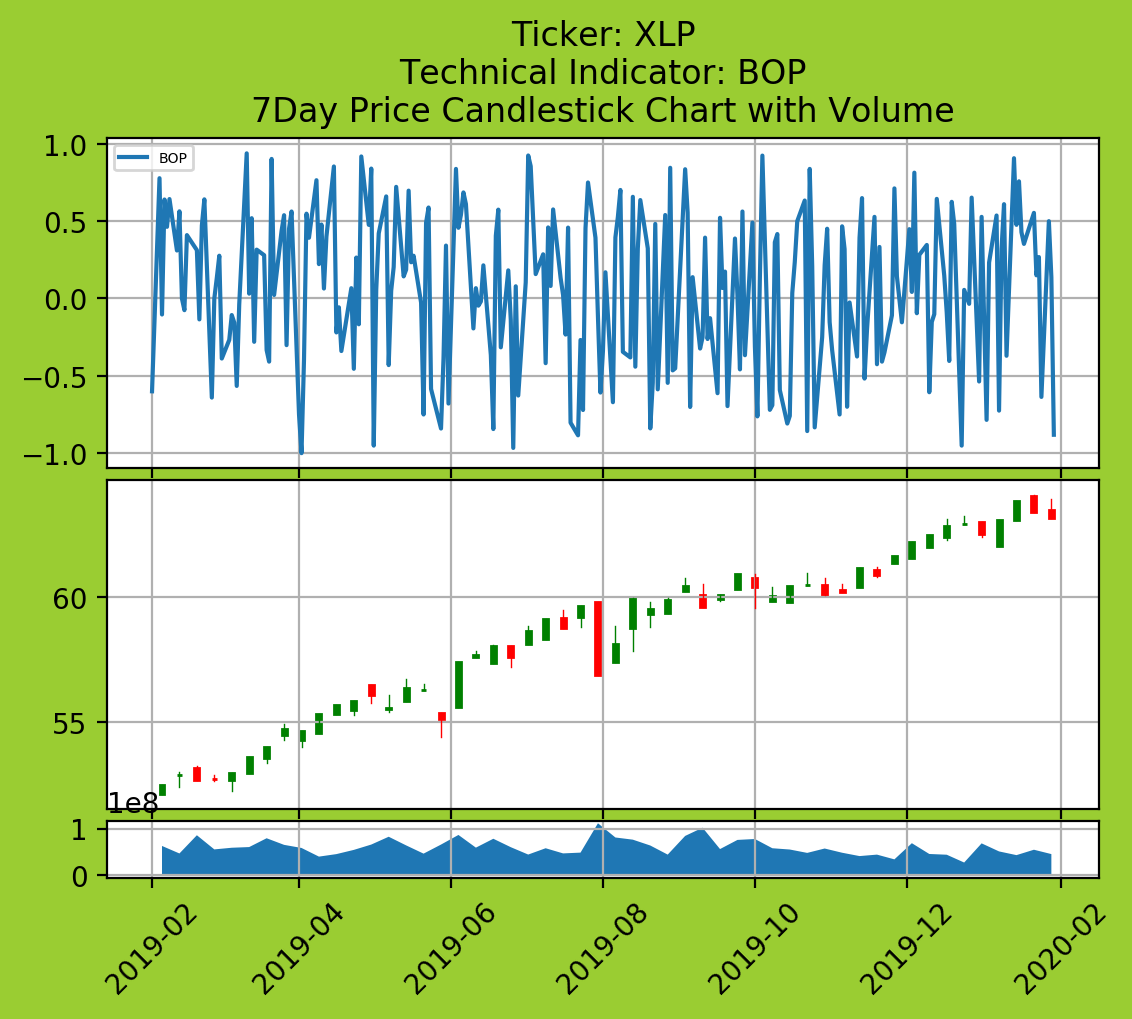 Ticker: XLP
Technical Indicator: BOP
7Day Price Candlestick Chart with Volume
1.0
BOP
0.5
0.0
−0.5
−1.0
60
55
1e8
1
0
2019-02 2019-04 2019-06 2019-08 2019-10 2019-12 2020-02